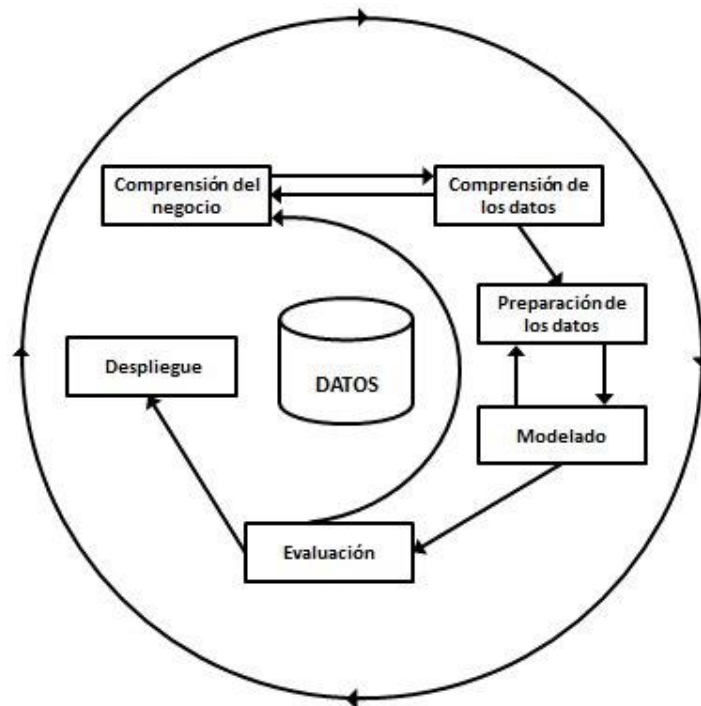 Comprensión del
negocio
Comprensión de
los datos
Preparación de
los datos
Despliegue
DATOS
Modelado
Evaluación